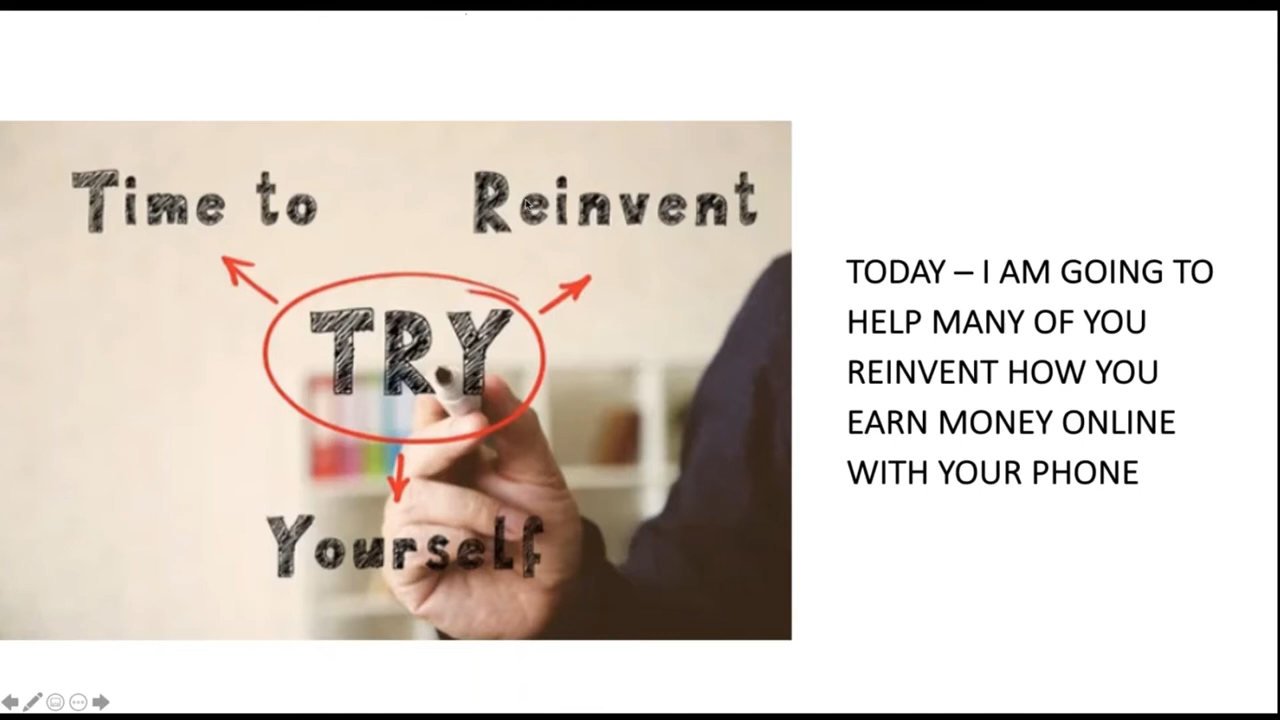 Time to Reinvent
TRY
Yourself
TODAY – I AM GOING TO
HELP MANY OF YOU
REINVENT HOW YOU
EARN MONEY ONLINE
WITH YOUR PHONE